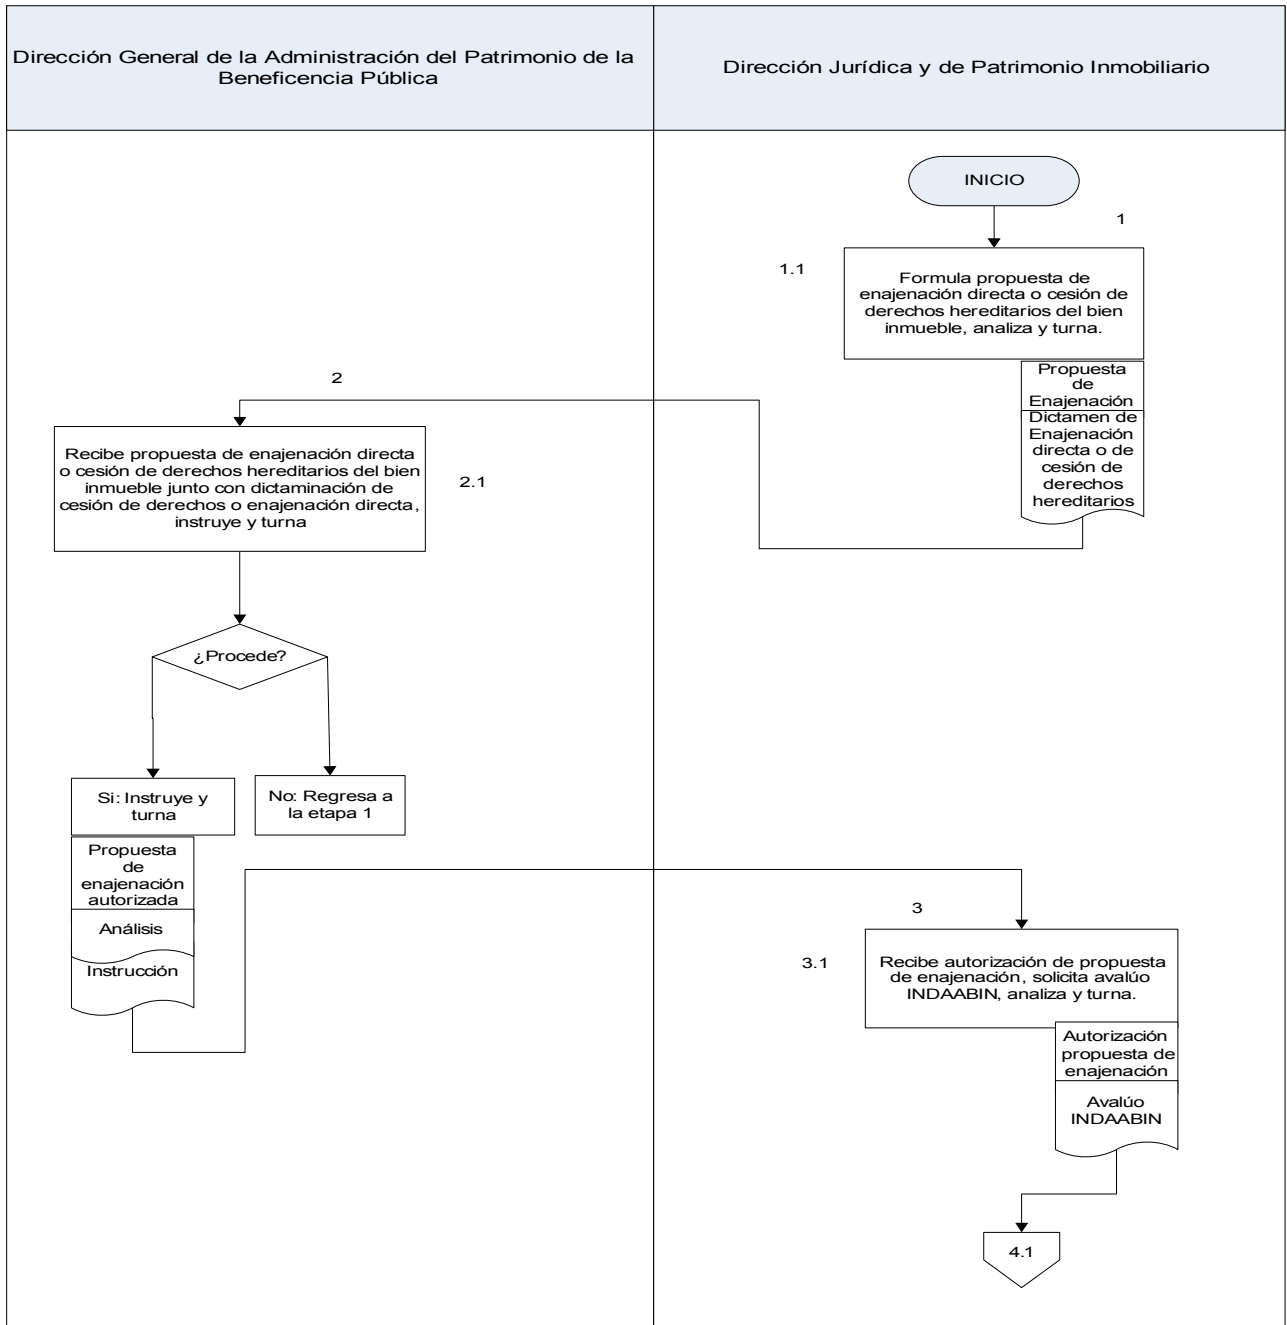 Dirección General de la Administración del Patrimonio de la
Beneficencia Pública
Dirección Jurídica y de Patrimonio Inmobiliario
INICIO
1
1.1
Formula propuesta de
enajenación directa o cesión de
derechos hereditarios del bien
inmueble, analiza y turna.
Propuesta
de
Enajenación
Dictamen de
Enajenación
directa o de
cesión de
derechos
hereditarios
2
Recibe propuesta de enajenación directa
o cesión de derechos hereditarios del bien
inmueble junto con dictaminación de
cesión de derechos o enajenación directa,
instruye y turna
2.1
¿Procede?
Si: Instruye y
turna
No: Regresa a
la etapa 1
Propuesta
de
enajenación
autorizada
Análisis
Instrucción
3
3.1
Recibe autorización de propuesta
de enajenación, solicita avalúo
INDAABIN, analiza y turna.
Autorización
propuesta de
enajenación
Avalúo
INDAABIN
4.1